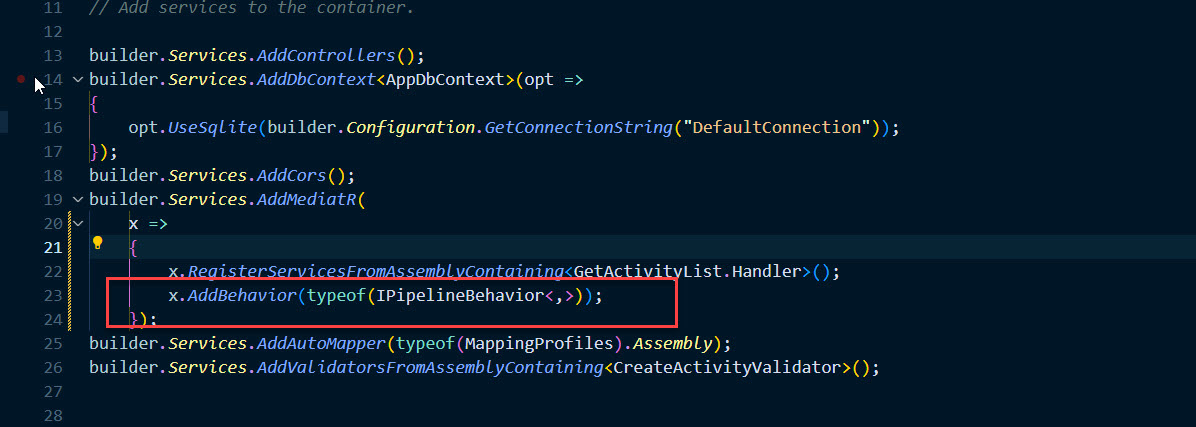 11 // Add services to the container.
12
13 builder.Services.AddControllers();
14 builder.Services.AddDbContext<AppDbContext>(opt =>
15 {
16     opt.UseSqlite(builder.Configuration.GetConnectionString("DefaultConnection"));
17 });
18 builder.Services.AddCors();
19 builder.Services.AddMediatR(
20     x =>
21     {
22         x.RegisterServicesFromAssemblyContaining<GetActivityList.Handler>();
23         x.AddBehavior(typeof(IPipelineBehavior<,>));
24     });
25 builder.Services.AddAutoMapper(typeof(MappingProfiles).Assembly);
26 builder.Services.AddValidatorsFromAssemblyContaining<CreateActivityValidator>();
27
28